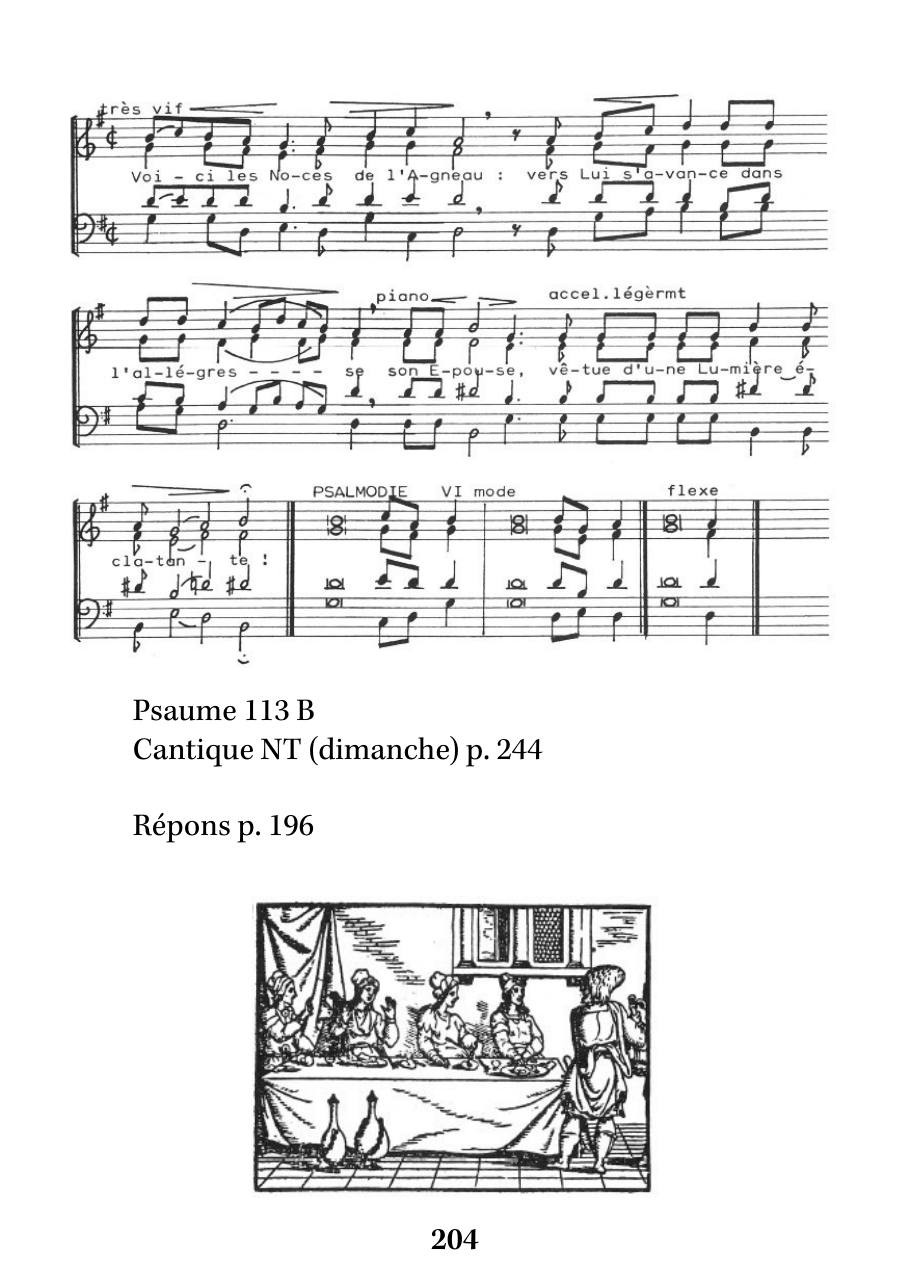 très vif
Voi - ci les No-ces de l'A-gneau : vers Lui s'a-van-ce dans
piano accel.légèrmt
l'al-lé-gres - - - - se son E-pou-se, vê-tue d'u-ne Lu-mière é-
PSALMODIE VI mode flexe
cla-tan - te !
Psaume 113 B
Cantique NT (dimanche) p. 244
Répons p. 196
204